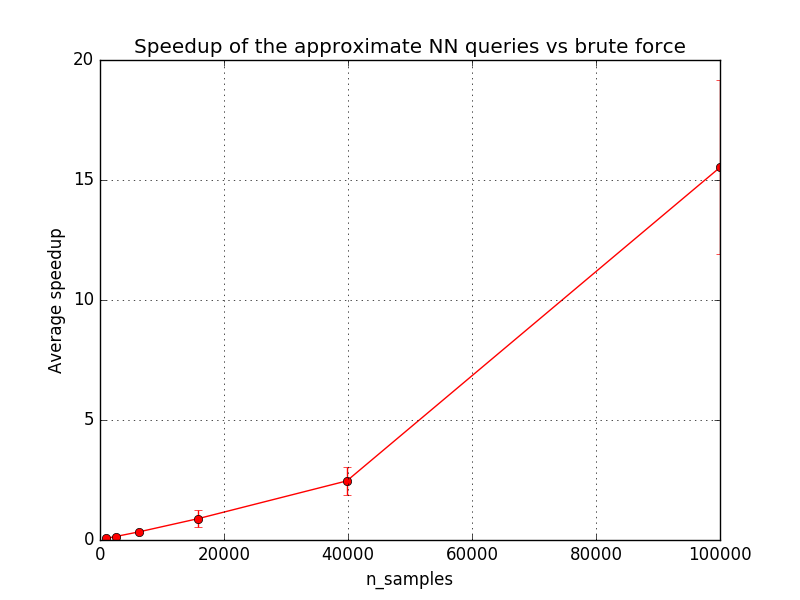 Speedup of the approximate NN queries vs brute force
20
15
10
5
0
Average speedup
0 20000 40000 60000 80000 100000
n_samples